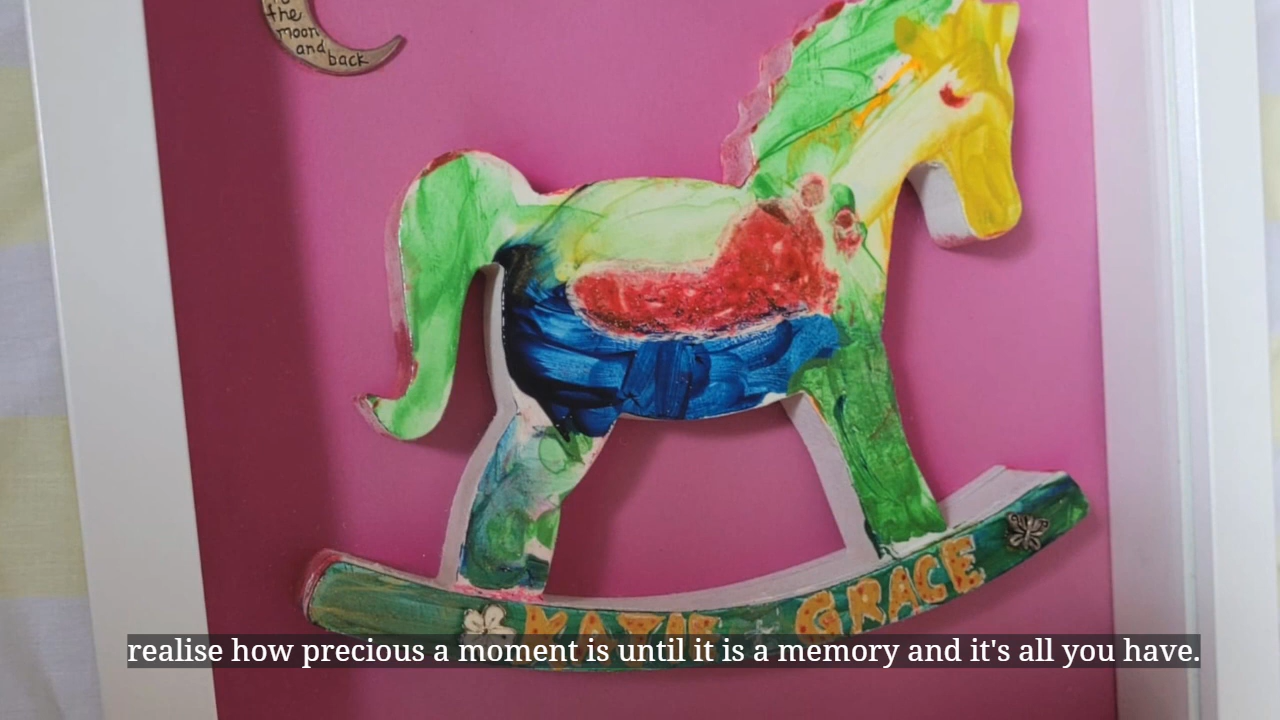 the
moon
and
back
KATIE GRACE
realise how precious a moment is until it is a memory and it's all you have.